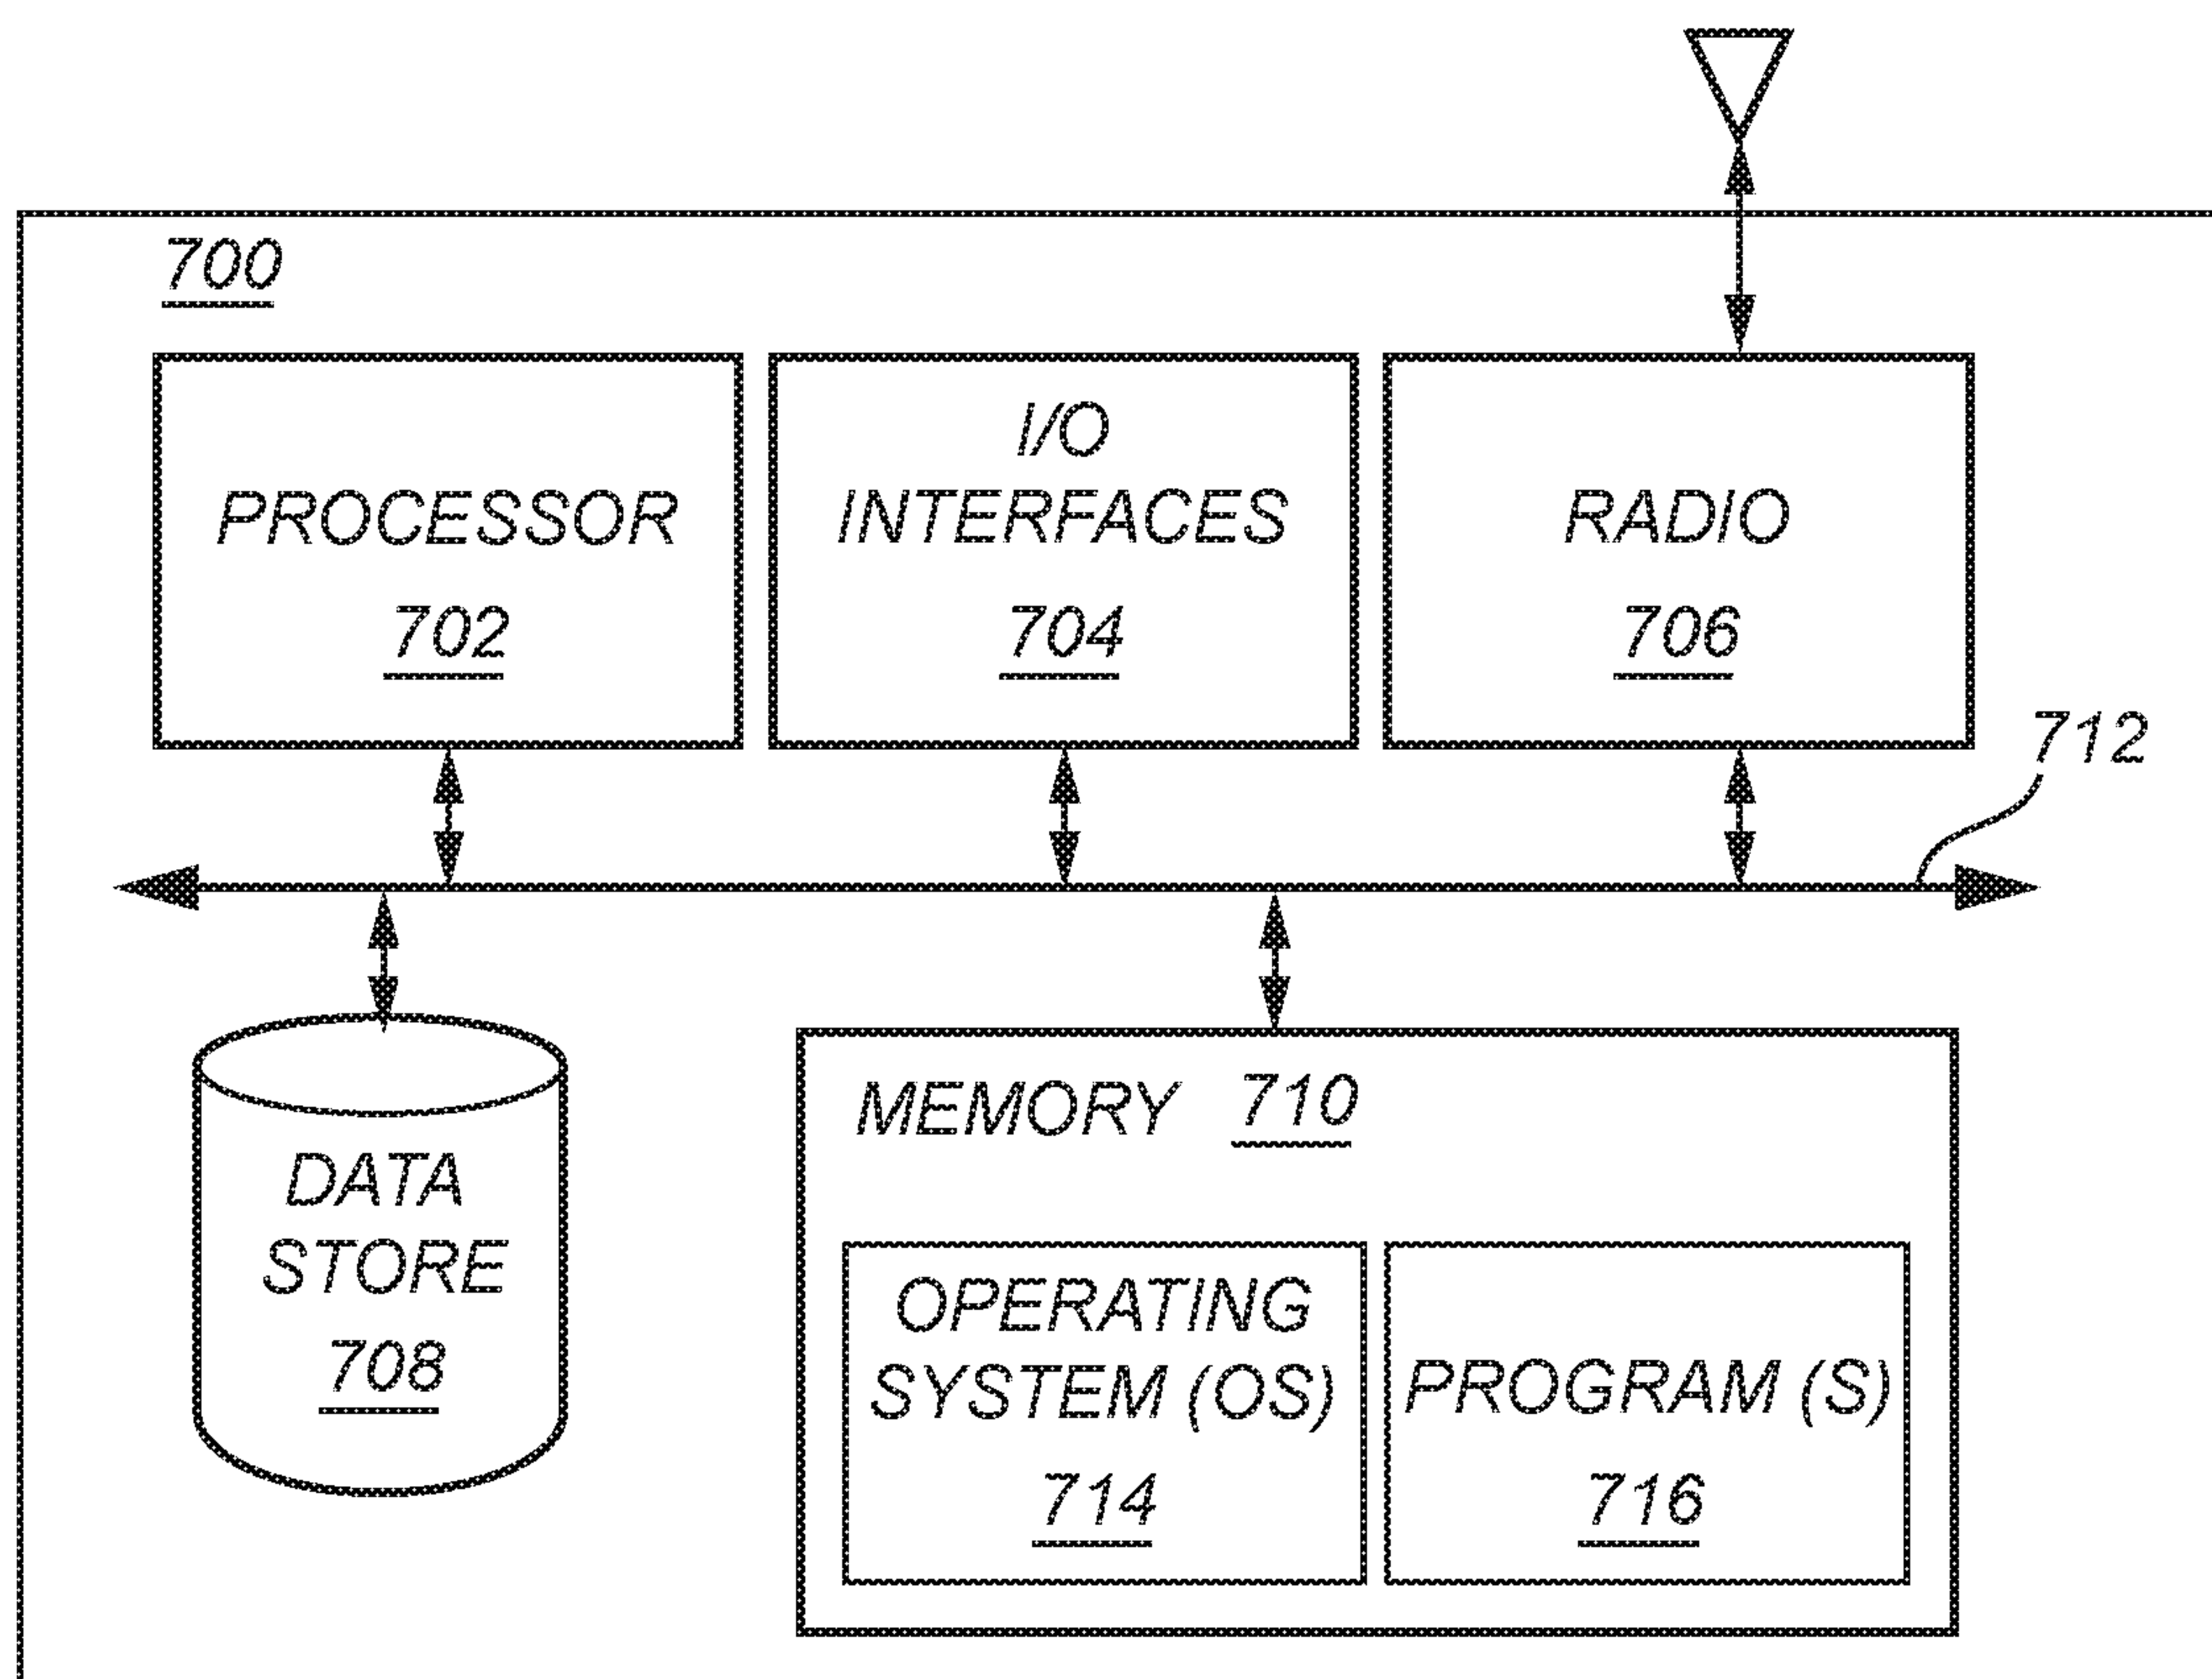 700
PROCESSOR
702
I/O
INTERFACES
704
RADIO
706
712
DATA
STORE
708
MEMORY 710
OPERATING
SYSTEM (OS)
714
PROGRAM (S)
716